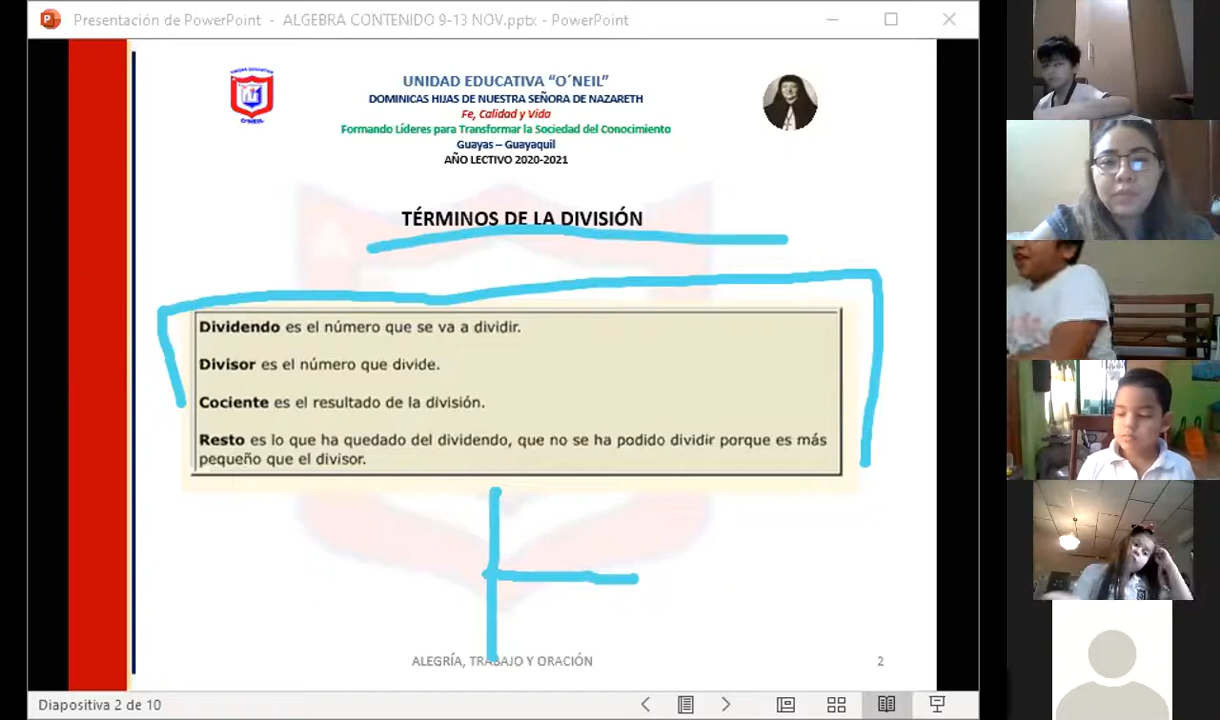 Presentación de PowerPoint - ALGEBRA CONTENIDO 9-13 NOV.pptx - PowerPoint
UNIDAD EDUCATIVA
O´NEIL
UNIDAD EDUCATIVA “O´NEIL”
DOMINICAS HIJAS DE NUESTRA SEÑORA DE NAZARETH
Fe, Calidad y Vida
Formando Líderes para Transformar la Sociedad del Conocimiento
Guayas – Guayaquil
AÑO LECTIVO 2020-2021
TÉRMINOS DE LA DIVISIÓN
Dividendo es el número que se va a dividir.
Divisor es el número que divide.
Cociente es el resultado de la división.
Resto es lo que ha quedado del dividendo, que no se ha podido dividir porque es más
pequeño que el divisor.
ALEGRÍA, TRABAJO Y ORACIÓN
2
Diapositiva 2 de 10